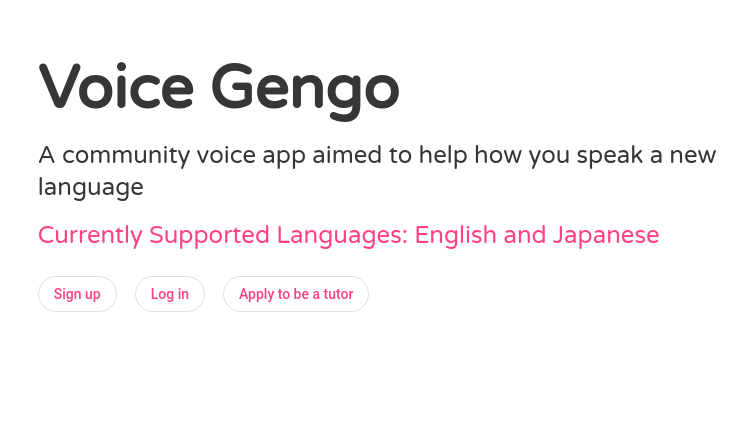 Voice Gengo
A community voice app aimed to help how you speak a new
language
Currently Supported Languages: English and Japanese
Sign up Log in Apply to be a tutor